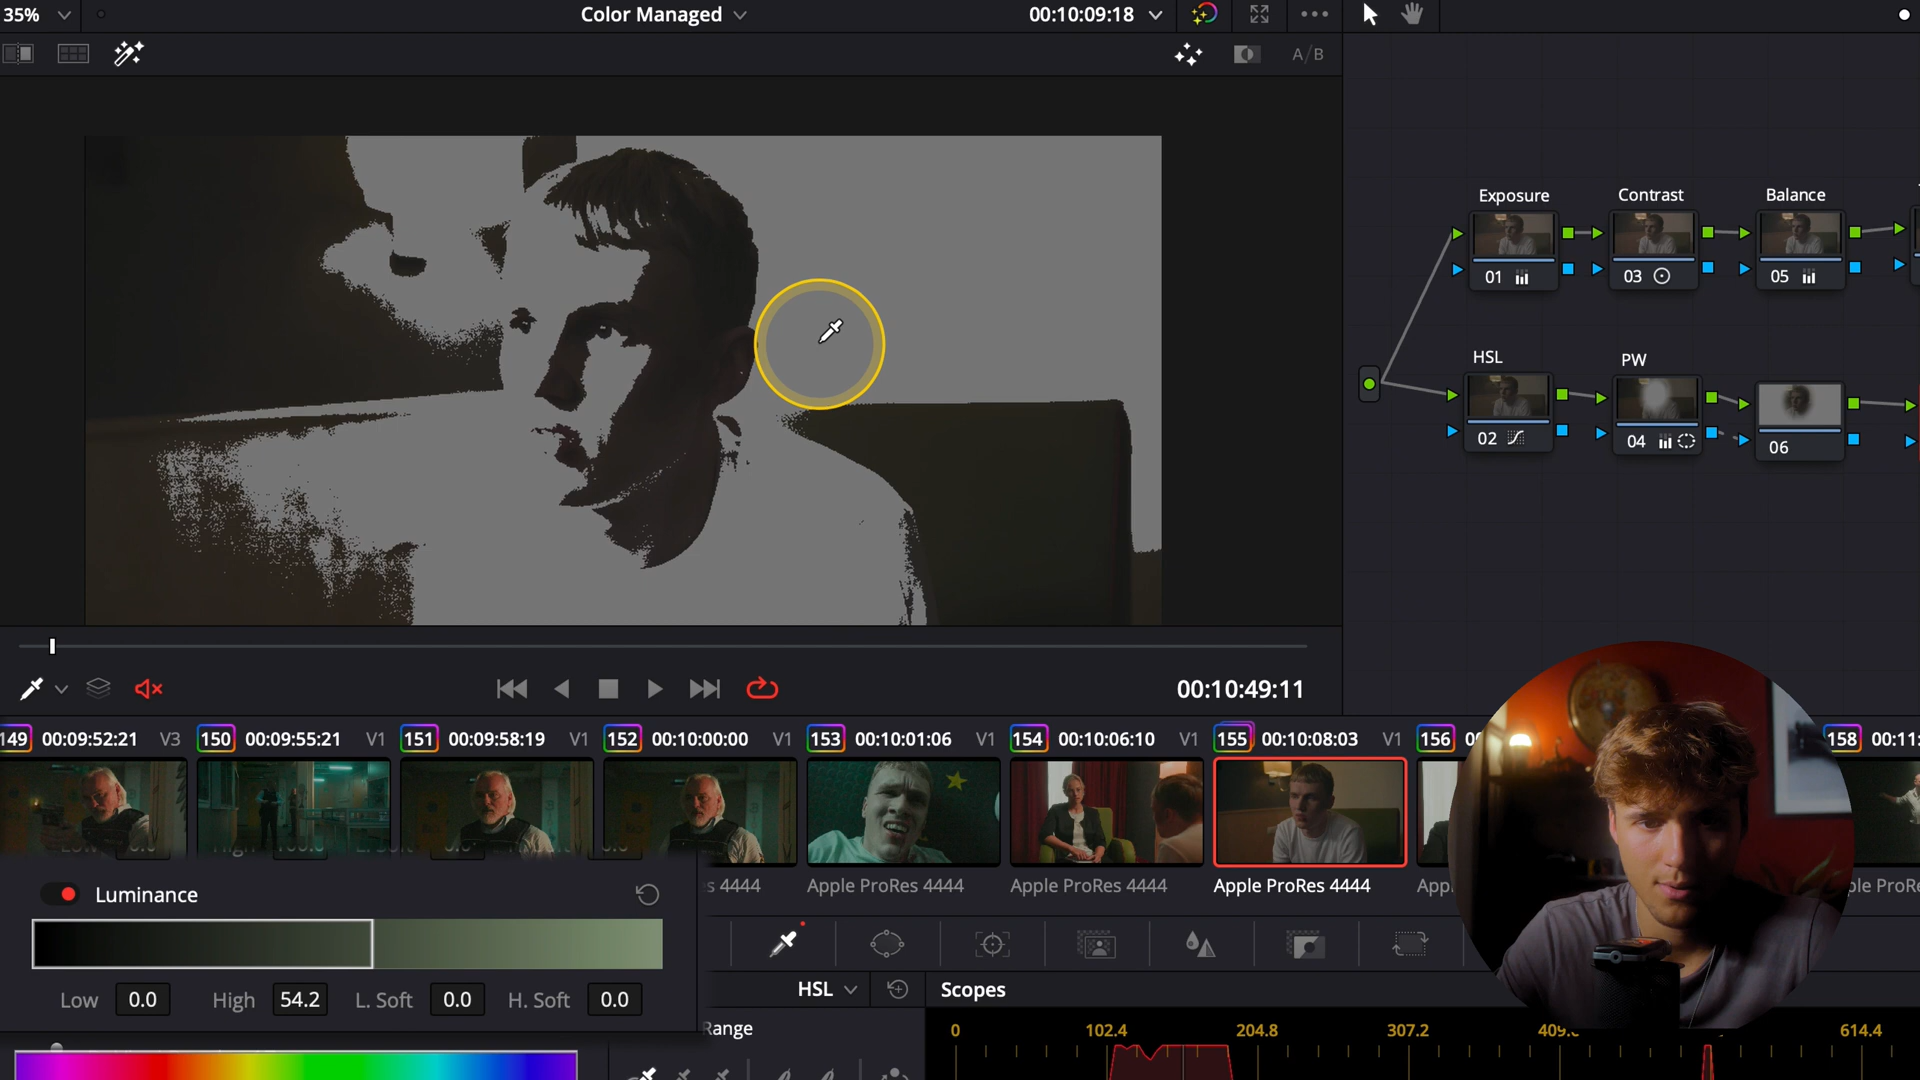 35%
Color Managed
00:10:09:18
A/B
Exposure
Contrast
Balance
01
03
05
HSL
PW
02
04
06
00:10:49:11
149 00:09:52:21 V3
150 00:09:55:21 V1
151 00:09:58:19 V1
152 00:10:00:00 V1
153 00:10:01:06 V1
154 00:10:06:10 V1
155 00:10:08:03 V1
156
158 00:11:
s 4444
Apple ProRes 4444
Apple ProRes 4444
Apple ProRes 4444
Luminance
Low 0.0
High 54.2
L. Soft 0.0
H. Soft 0.0
HSL
Scopes
Range
0 102.4 204.8 307.2 409. 614.4